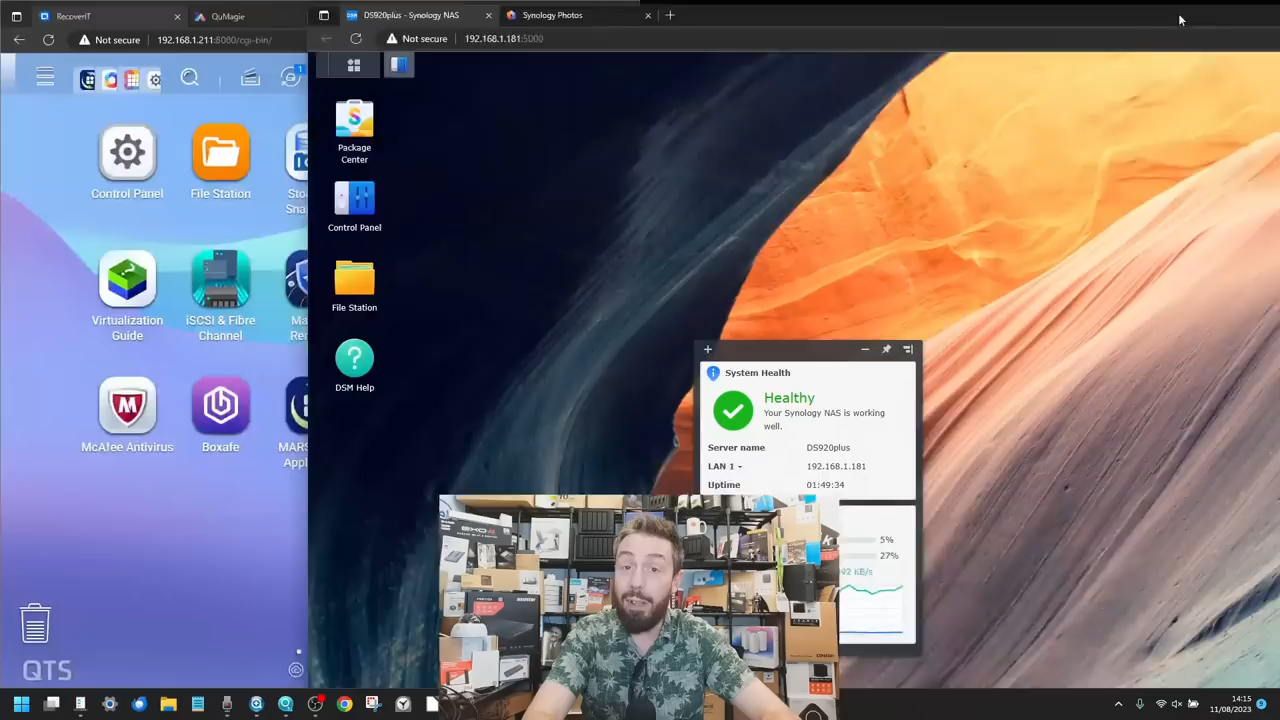 RecoverIT
QuMagie
Not secure
192.168.1.211:8080/cgi-bin/
DS920plus - Synology NAS
Synology Photos
Not secure
192.168.1.181:5000
1
Control Panel
File Station
Virtualization
Guide
iSCSI & Fibre
Channel
McAfee Antivirus
Boxafe
MARS
QTS
Package
Center
Control Panel
File Station
DSM Help
System Health
Healthy
Your Synology NAS is working
well.
Server name
DS920plus
LAN 1
192.168.1.181
Uptime
01:49:34
5%
27%
KB/s
14:15
11/08/2023